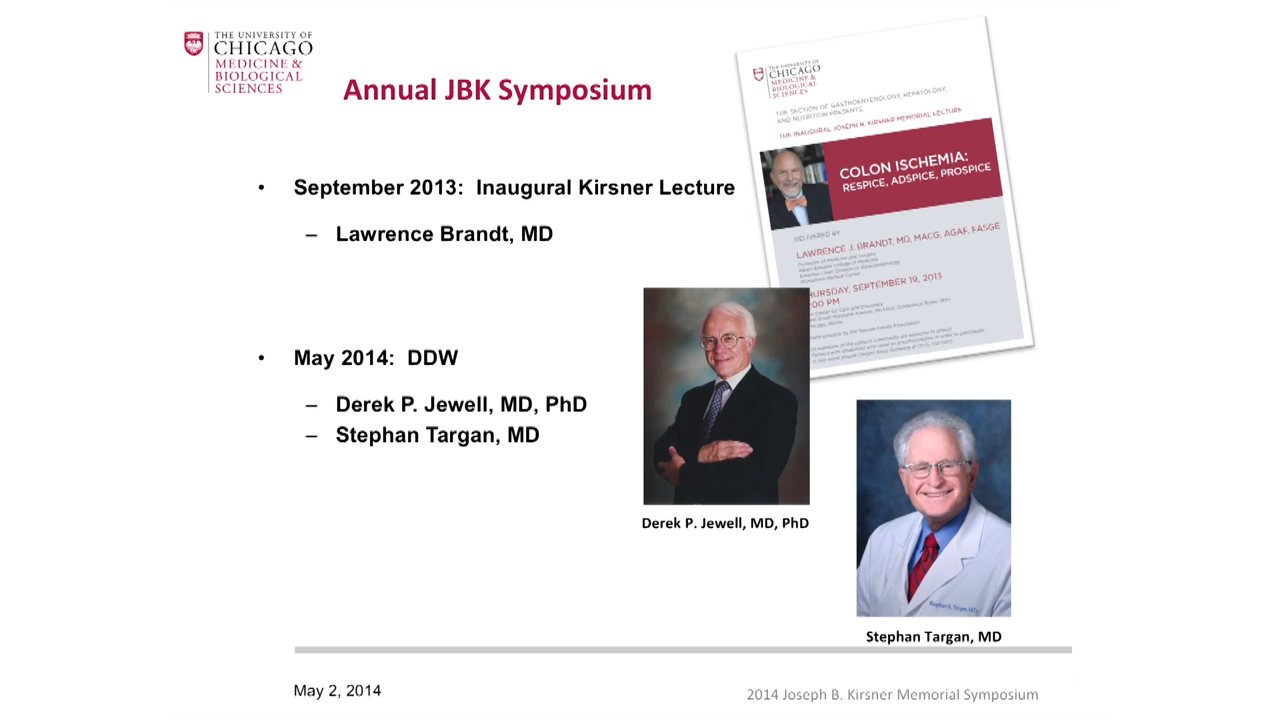 THE UNIVERSITY OF
CHICAGO
MEDICINE &
BIOLOGICAL
SCIENCES
Annual JBK Symposium
• September 2013: Inaugural Kirsner Lecture
– Lawrence Brandt, MD
• May 2014: DDW
– Derek P. Jewell, MD, PhD
– Stephan Targan, MD
THE UNIVERSITY OF
CHICAGO
MEDICINE &
BIOLOGICAL
SCIENCES
THE SECTION OF GASTROENTEROLOGY, HEPATOLOGY,
AND NUTRITION PRESENTS
THE INAUGURAL JOSEPH B. KIRSNER MEMORIAL LECTURE
COLON ISCHEMIA:
RESPICE, ADSPICE, PROSPICE
DELIVERED BY
LAWRENCE J. BRANDT, MD, MACG, AGAF, FASGE
Professor of Medicine and Surgery
Albert Einstein College of Medicine
Emeritus Chief, Division of Gastroenterology
Montefiore Medical Center
HURSDAY, SEPTEMBER 19, 2013
:00 PM
Derek P. Jewell, MD, PhD
Stephan Targan, MD
May 2, 2014
2014 Joseph B. Kirsner Memorial Symposium